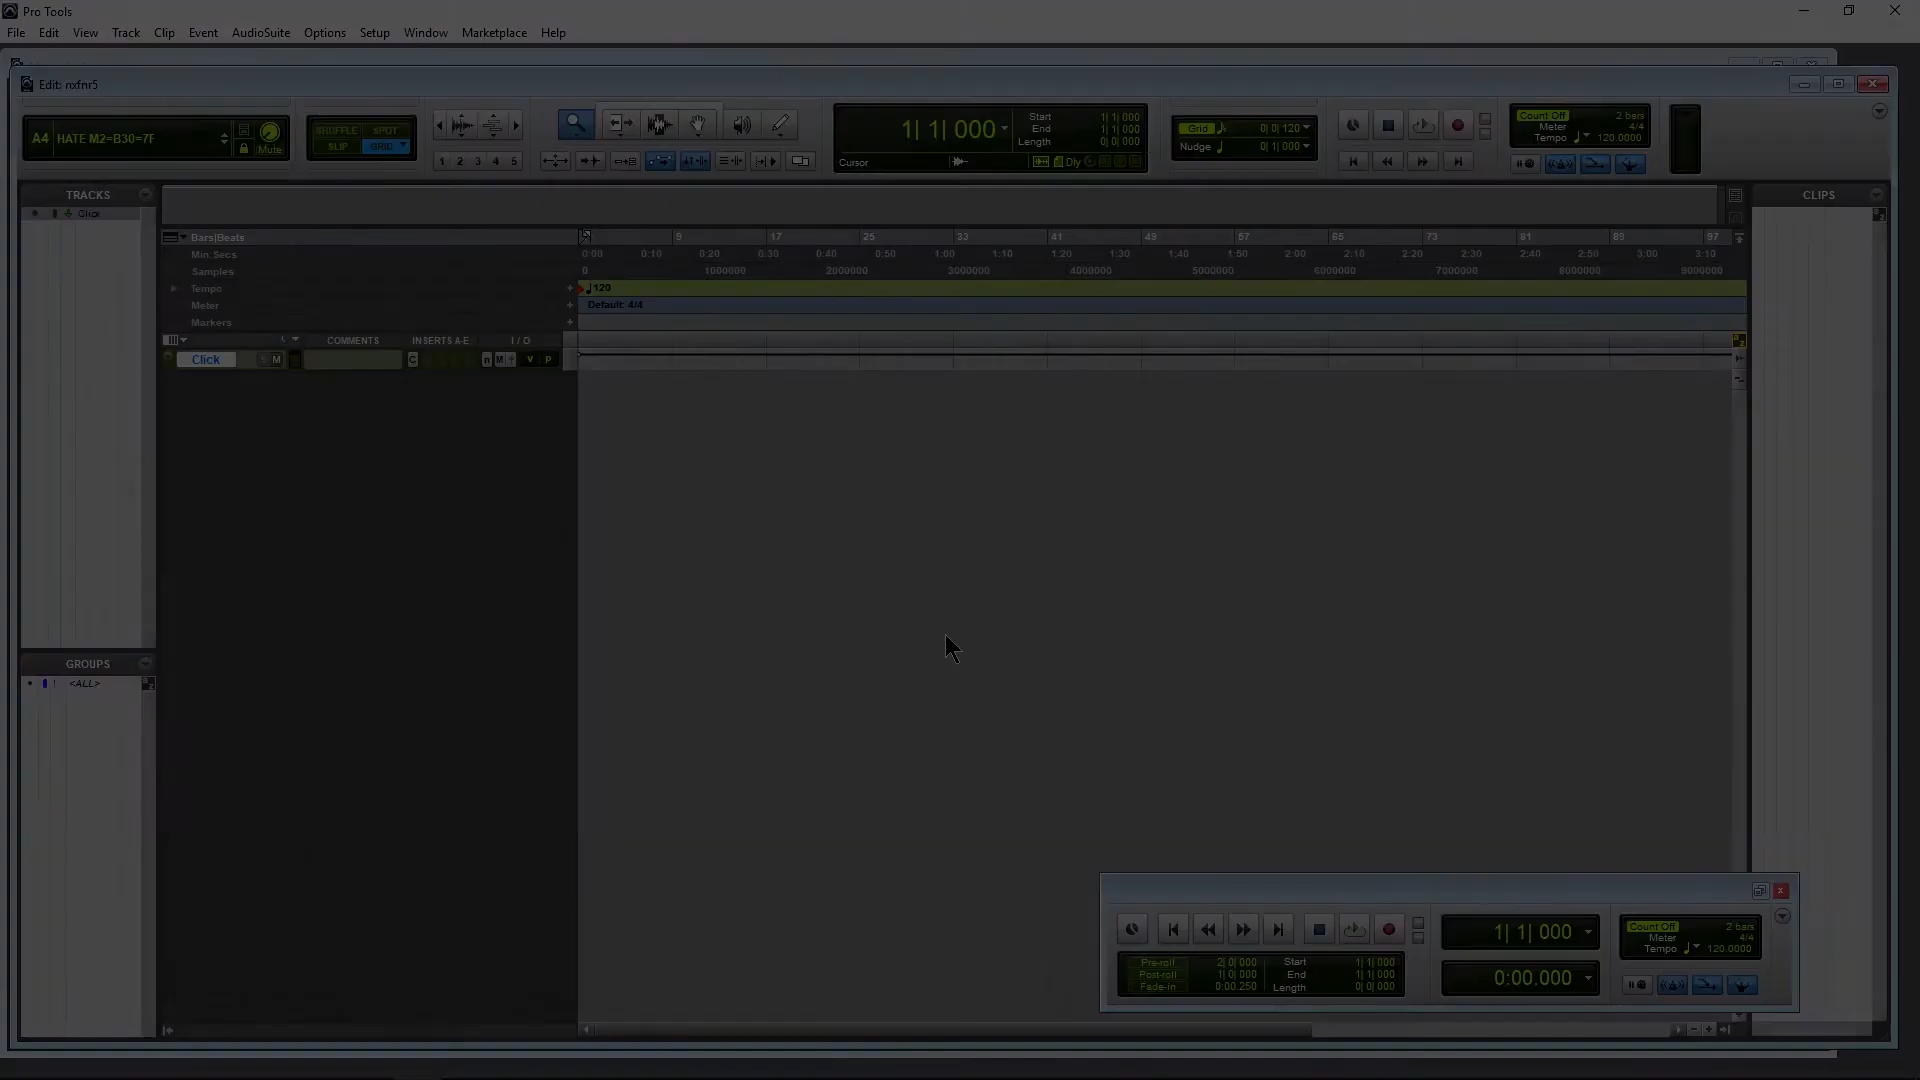 Pro Tools
File Edit View Track Clip Event AudioSuite Options Setup Window Marketplace Help
Edit: nxfnr5
A4 HATE M2=B30=7F
Mute
SHUFFLE SPOT
SLIP GRID
1 2 3 4 5
1| 1| 000
Start 1| 1| 000
End 1| 1| 000
Length 0| 0| 000
Cursor
Dly
Grid 0| 0| 120
Nudge 0| 1| 000
Count Off 2 bars
Meter 4/4
Tempo 120.0000
TRACKS
Click
CLIPS
Bars|Beats 9 17 25 33 41 49 57 65 73 81 89 97
Min:Secs 0:00 0:10 0:20 0:30 0:40 0:50 1:00 1:10 1:20 1:30 1:40 1:50 2:00 2:10 2:20 2:30 2:40 2:50 3:00 3:10
Samples 0 1000000 2000000 3000000 4000000 5000000 6000000 7000000 8000000 9000000
Tempo 120
Meter Default: 4/4
Markers
COMMENTS INSERTS A-E I / O
Click S M C n M v p
GROUPS
! <ALL>
1| 1| 000
Count Off 2 bars
Meter 4/4
Tempo 120.0000
Pre-roll 2| 0| 000
Post-roll 1| 0| 000
Fade-in 0:00.250
Start 1| 1| 000
End 1| 1| 000
Length 0| 0| 000
0:00.000